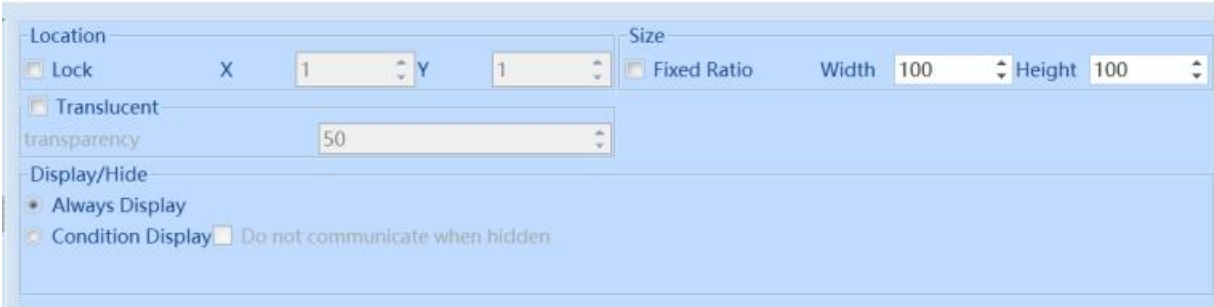 Location Size
Lock X 1 Y 1 Fixed Ratio Width 100 Height 100
Translucent
transparency 50
Display/Hide
Always Display
Condition Display Do not communicate when hidden